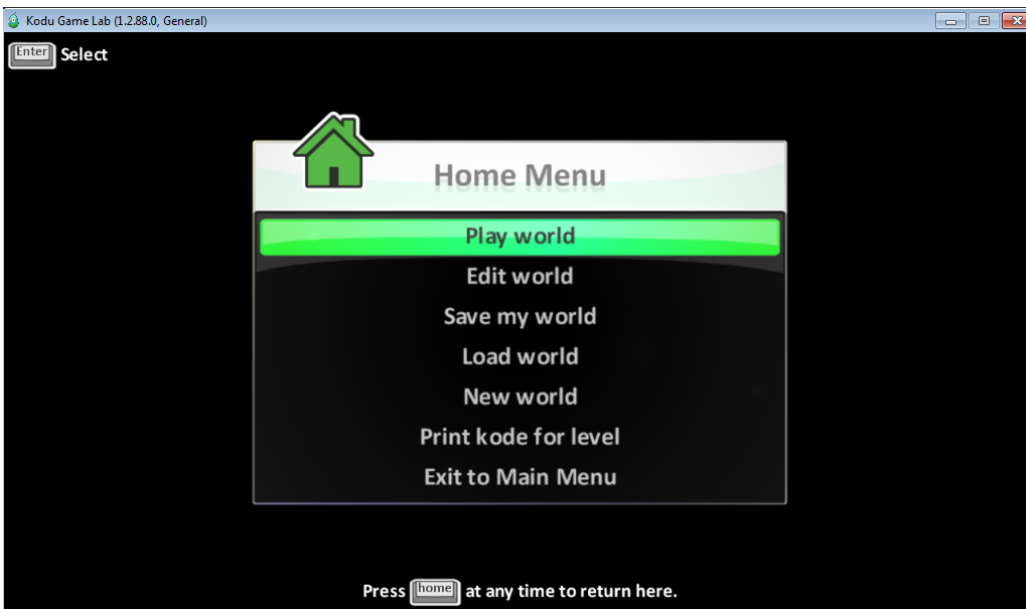 Kodu Game Lab (1.2.88.0, General)
Enter Select
Home Menu
Play world
Edit world
Save my world
Load world
New world
Print kode for level
Exit to Main Menu
Press home at any time to return here.